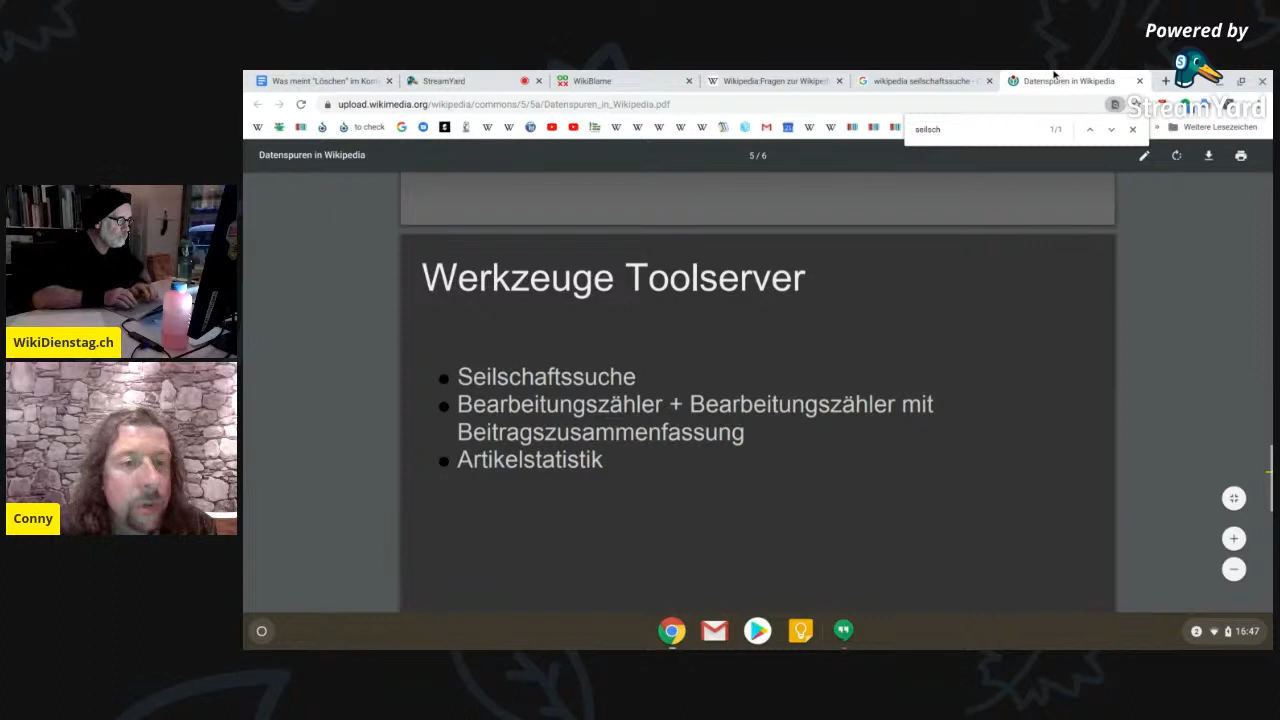 Powered by
StreamYard
Was meint "Löschen" im Kon
StreamYard
WikiBlame
Wikipedia:Fragen zur Wikipe
wikipedia seilschaftssuche -
Datenspuren in Wikipedia
upload.wikimedia.org/wikipedia/commons/5/5a/Datenspuren_in_Wikipedia.pdf
to check
Weitere Lesezeichen
seilsch
1/1
Datenspuren in Wikipedia
5 / 6
Werkzeuge Toolserver
Seilschaftssuche
Bearbeitungszähler + Bearbeitungszähler mit
Beitragszusammenfassung
Artikelstatistik
WikiDienstag.ch
Conny
2
16:47